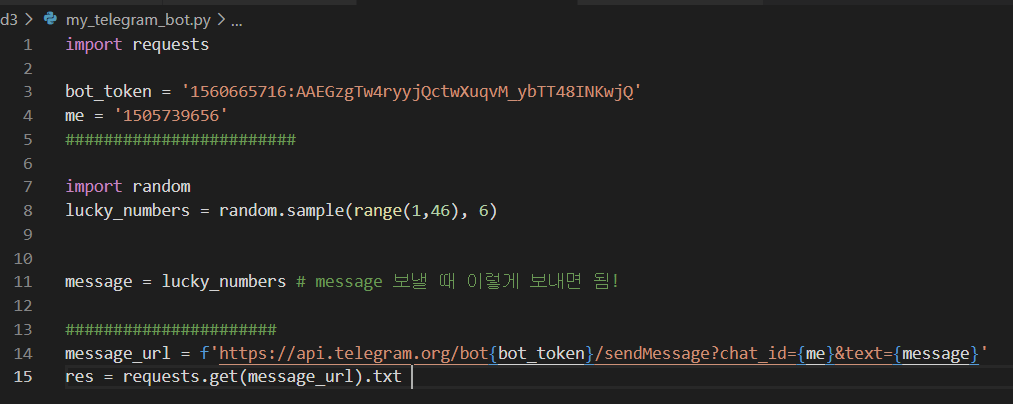 d3 > my_telegram_bot.py > ...
1 import requests
2
3 bot_token = '1560665716:AAEGzgTw4ryyjQctwXuqvM_ybTT48INKwjQ'
4 me = '1505739656'
5 ########################
6
7 import random
8 lucky_numbers = random.sample(range(1,46), 6)
9
10
11 message = lucky_numbers # message 보낼 때 이렇게 보내면 됨!
12
13 ######################
14 message_url = f'https://api.telegram.org/bot{bot_token}/sendMessage?chat_id={me}&text={message}'
15 res = requests.get(message_url).txt